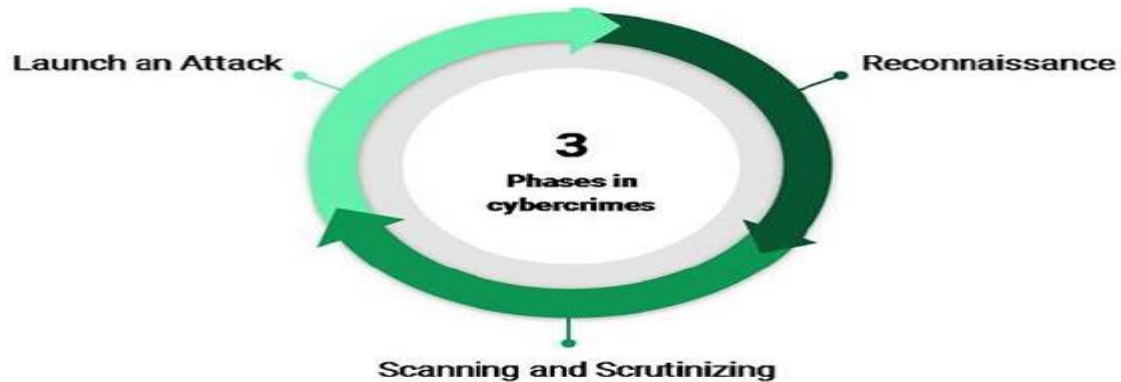 Launch an Attack
Reconnaissance
3
Phases in
cybercrimes
Scanning and Scrutinizing